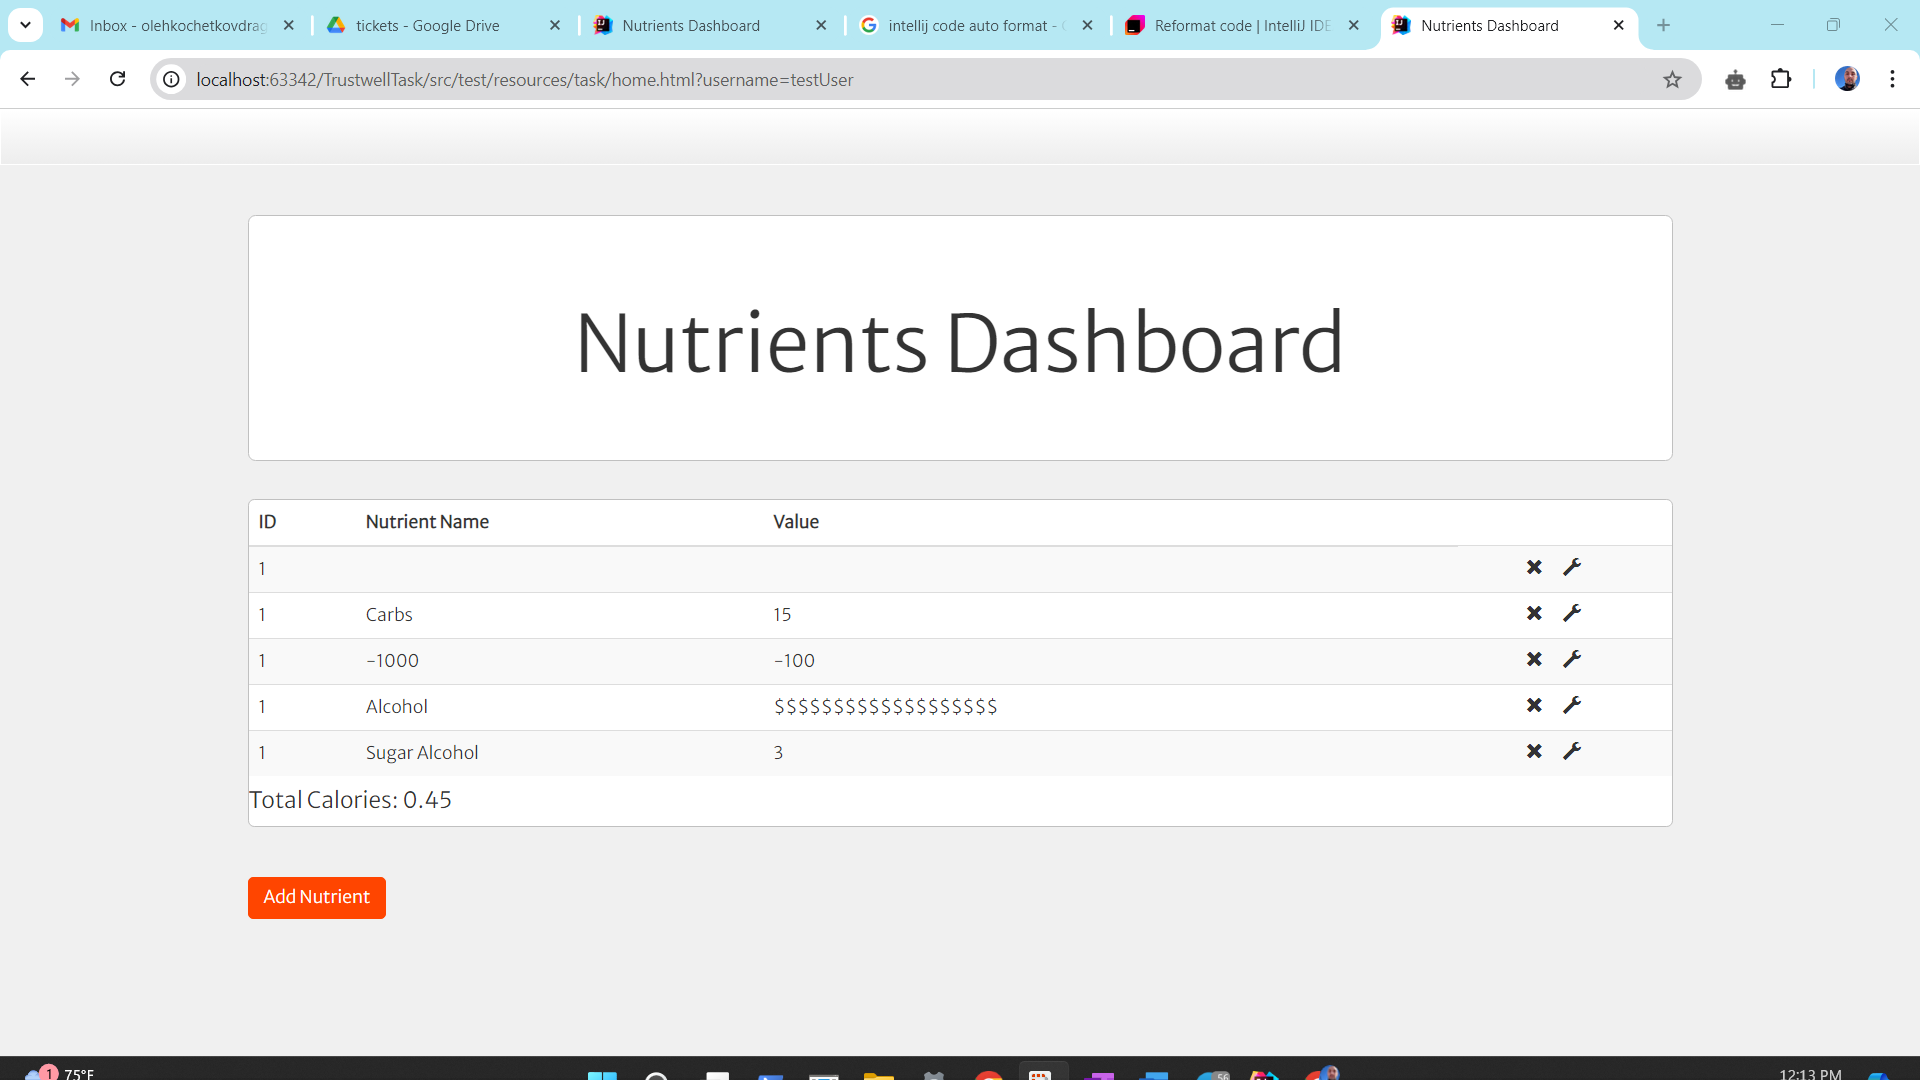 Inbox - olehkochetkovdrag
tickets - Google Drive
Nutrients Dashboard
intellij code auto format -
Reformat code | IntelliJ IDE
Nutrients Dashboard
localhost:63342/TrustwellTask/src/test/resources/task/home.html?username=testUser
Nutrients Dashboard
ID Nutrient Name Value
1
1 Carbs 15
1 -1000 -100
1 Alcohol $$$$$$$$$$$$$$$$$$$
1 Sugar Alcohol 3
Total Calories: 0.45
Add Nutrient
1 75°F
56
12:13 PM